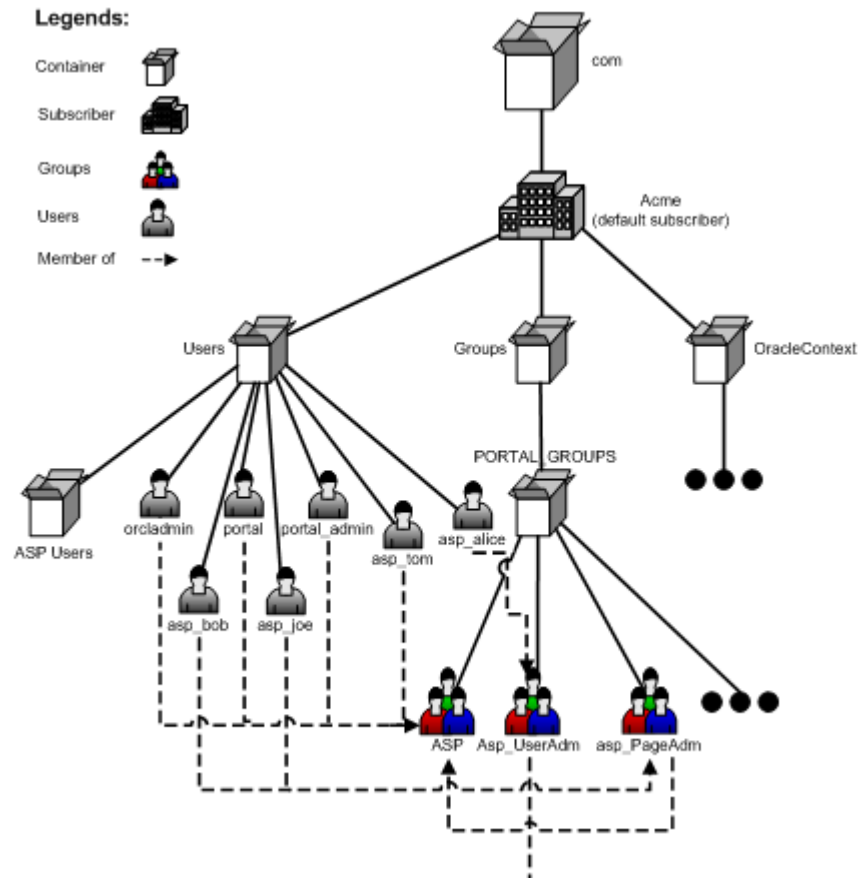 Legends:
Container
Subscriber
Groups
Users
Member of
com
Acme
(default subscriber)
Users
Groups
OracleContext
PORTAL_GROUPS
ASP Users
orcladmin
portal
portal_admin
asp_tom
asp_alice
asp_bob
asp_joe
ASP
Asp_UserAdm
asp_PageAdm